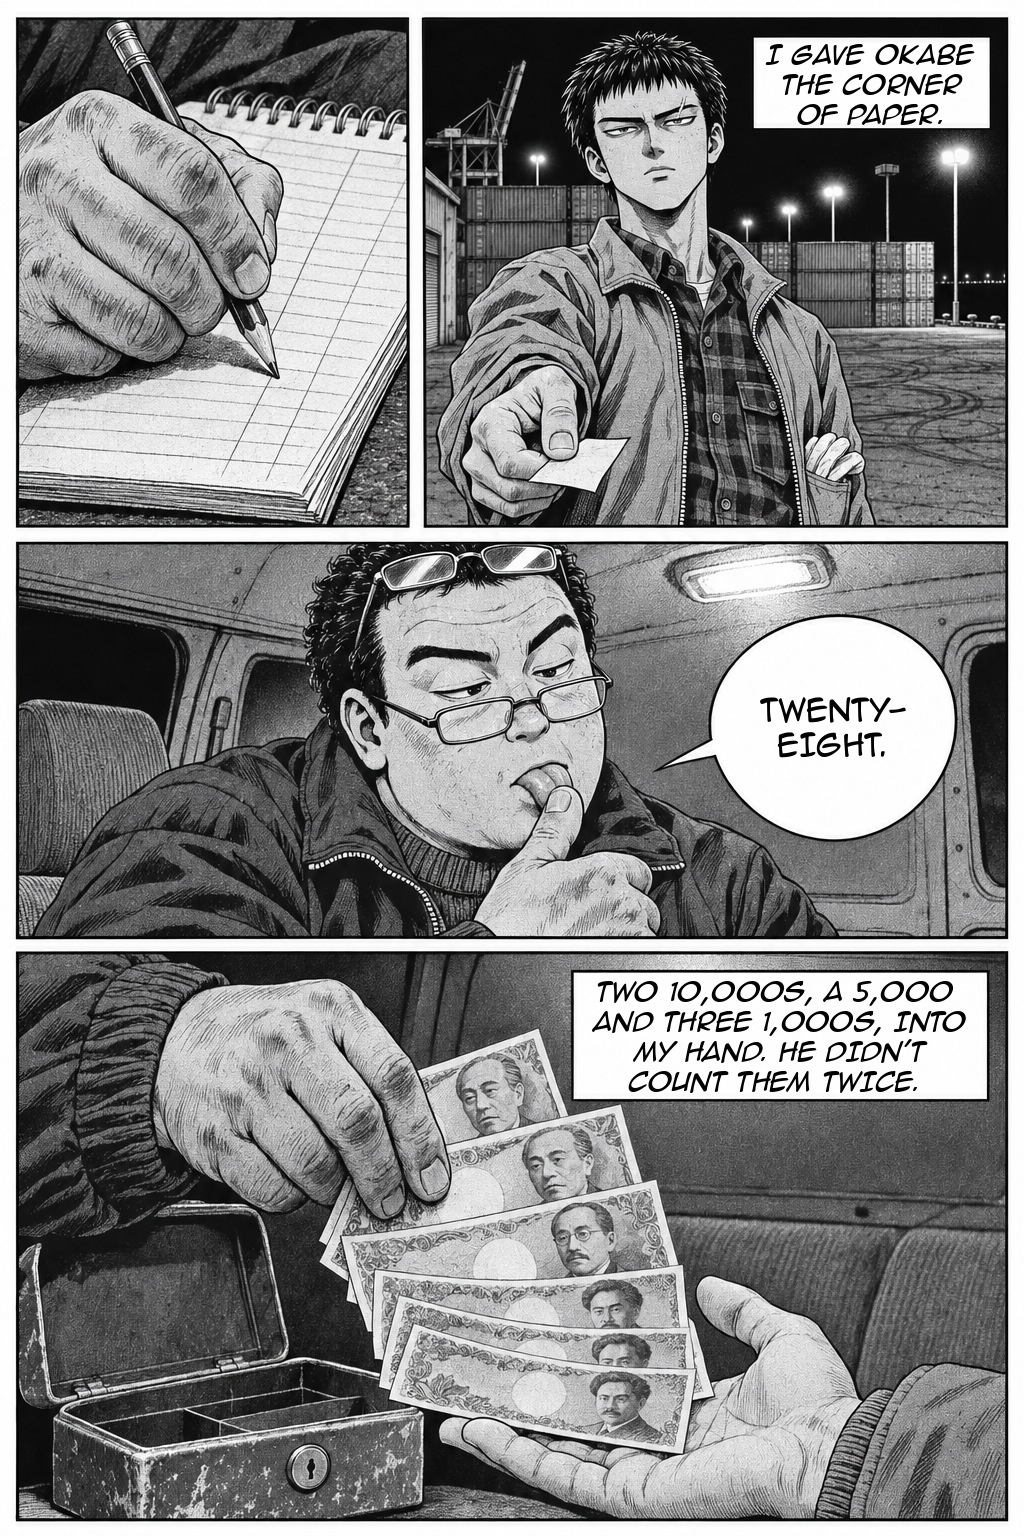 I GAVE OKABE
THE CORNER
OF PAPER.
TWENTY-
EIGHT.
TWO 10,000S, A 5,000
AND THREE 1,000S, INTO
MY HAND. HE DIDN'T
COUNT THEM TWICE.